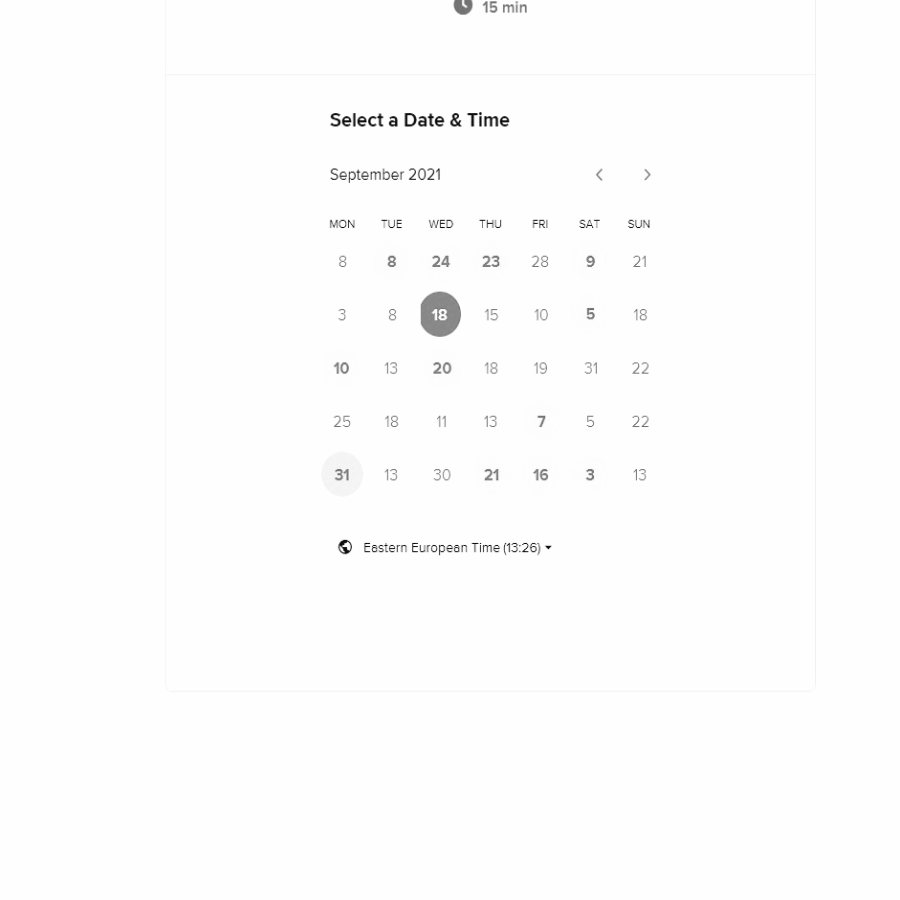 15 min
Select a Date & Time
September 2021
MON TUE WED THU FRI SAT SUN
8 8 24 23 28 9 21
3 8 18 15 10 5 18
10 13 20 18 19 31 22
25 18 11 13 7 5 22
31 13 30 21 16 3 13
Eastern European Time (13:26)